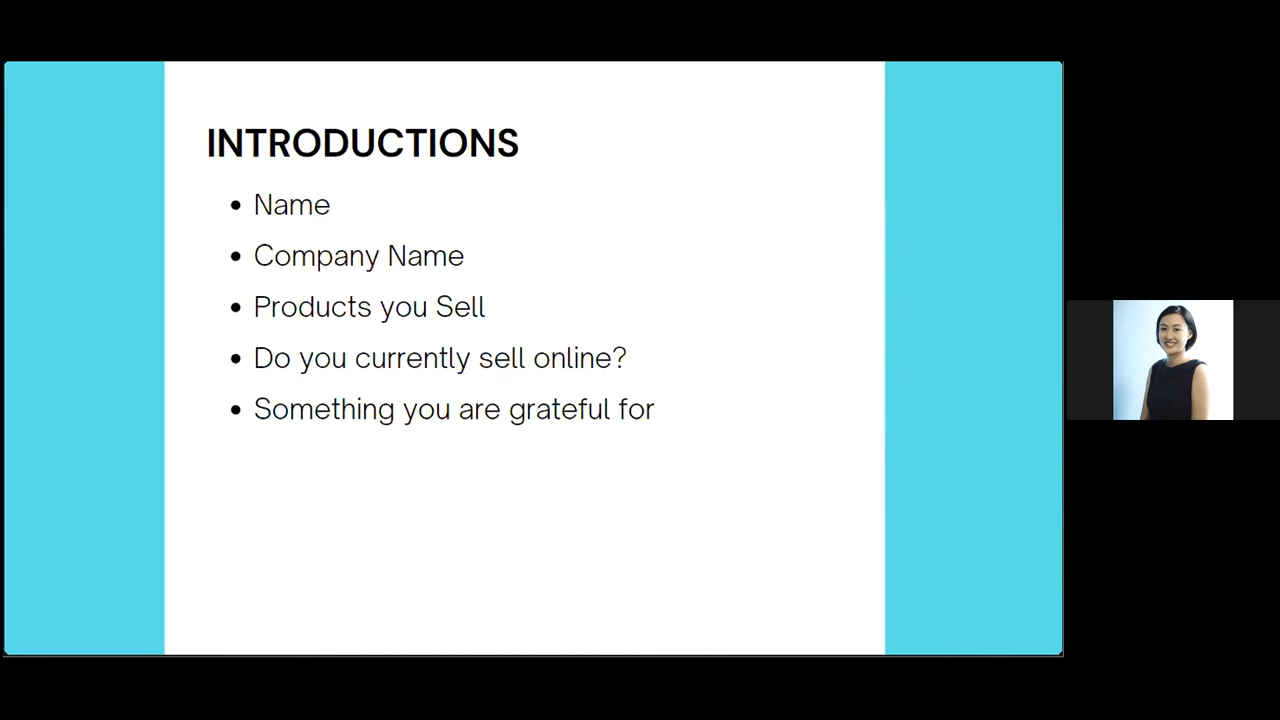 INTRODUCTIONS
• Name
• Company Name
• Products you Sell
• Do you currently sell online?
• Something you are grateful for